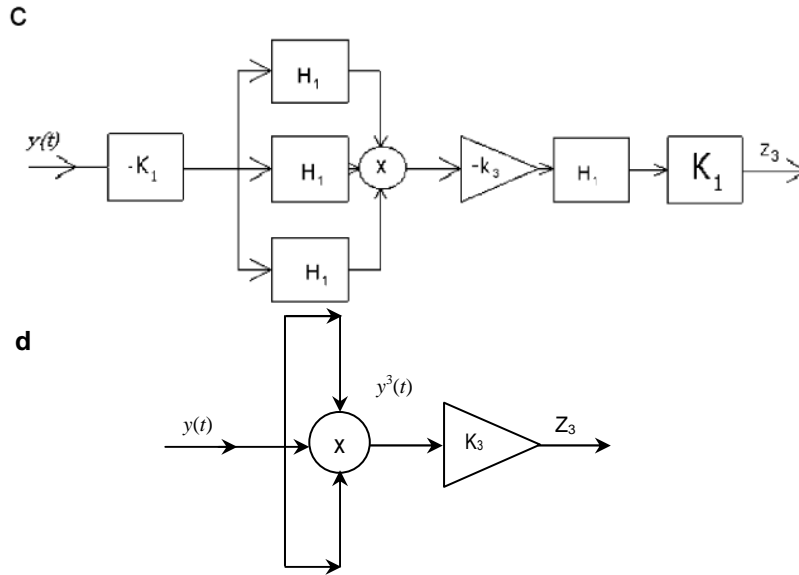 C
H₁
y(t)
-K₁
H₁
X
-k₃
H₁
K₁
z₃
H₁
d
y³(t)
y(t)
X
K₃
Z₃